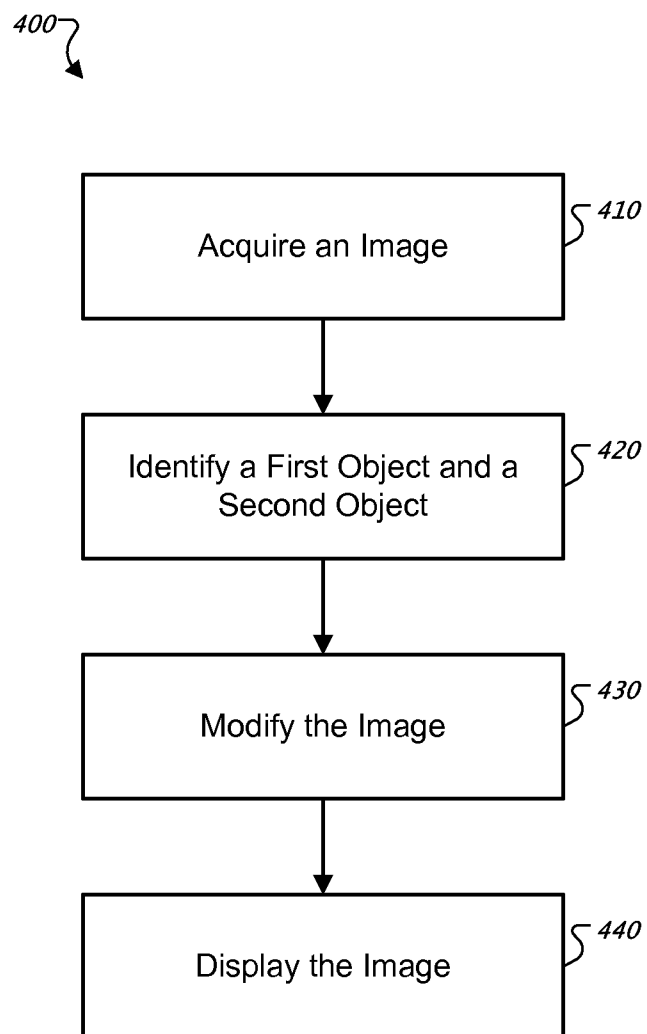 400
Acquire an Image
410
Identify a First Object and a
Second Object
420
Modify the Image
430
Display the Image
440